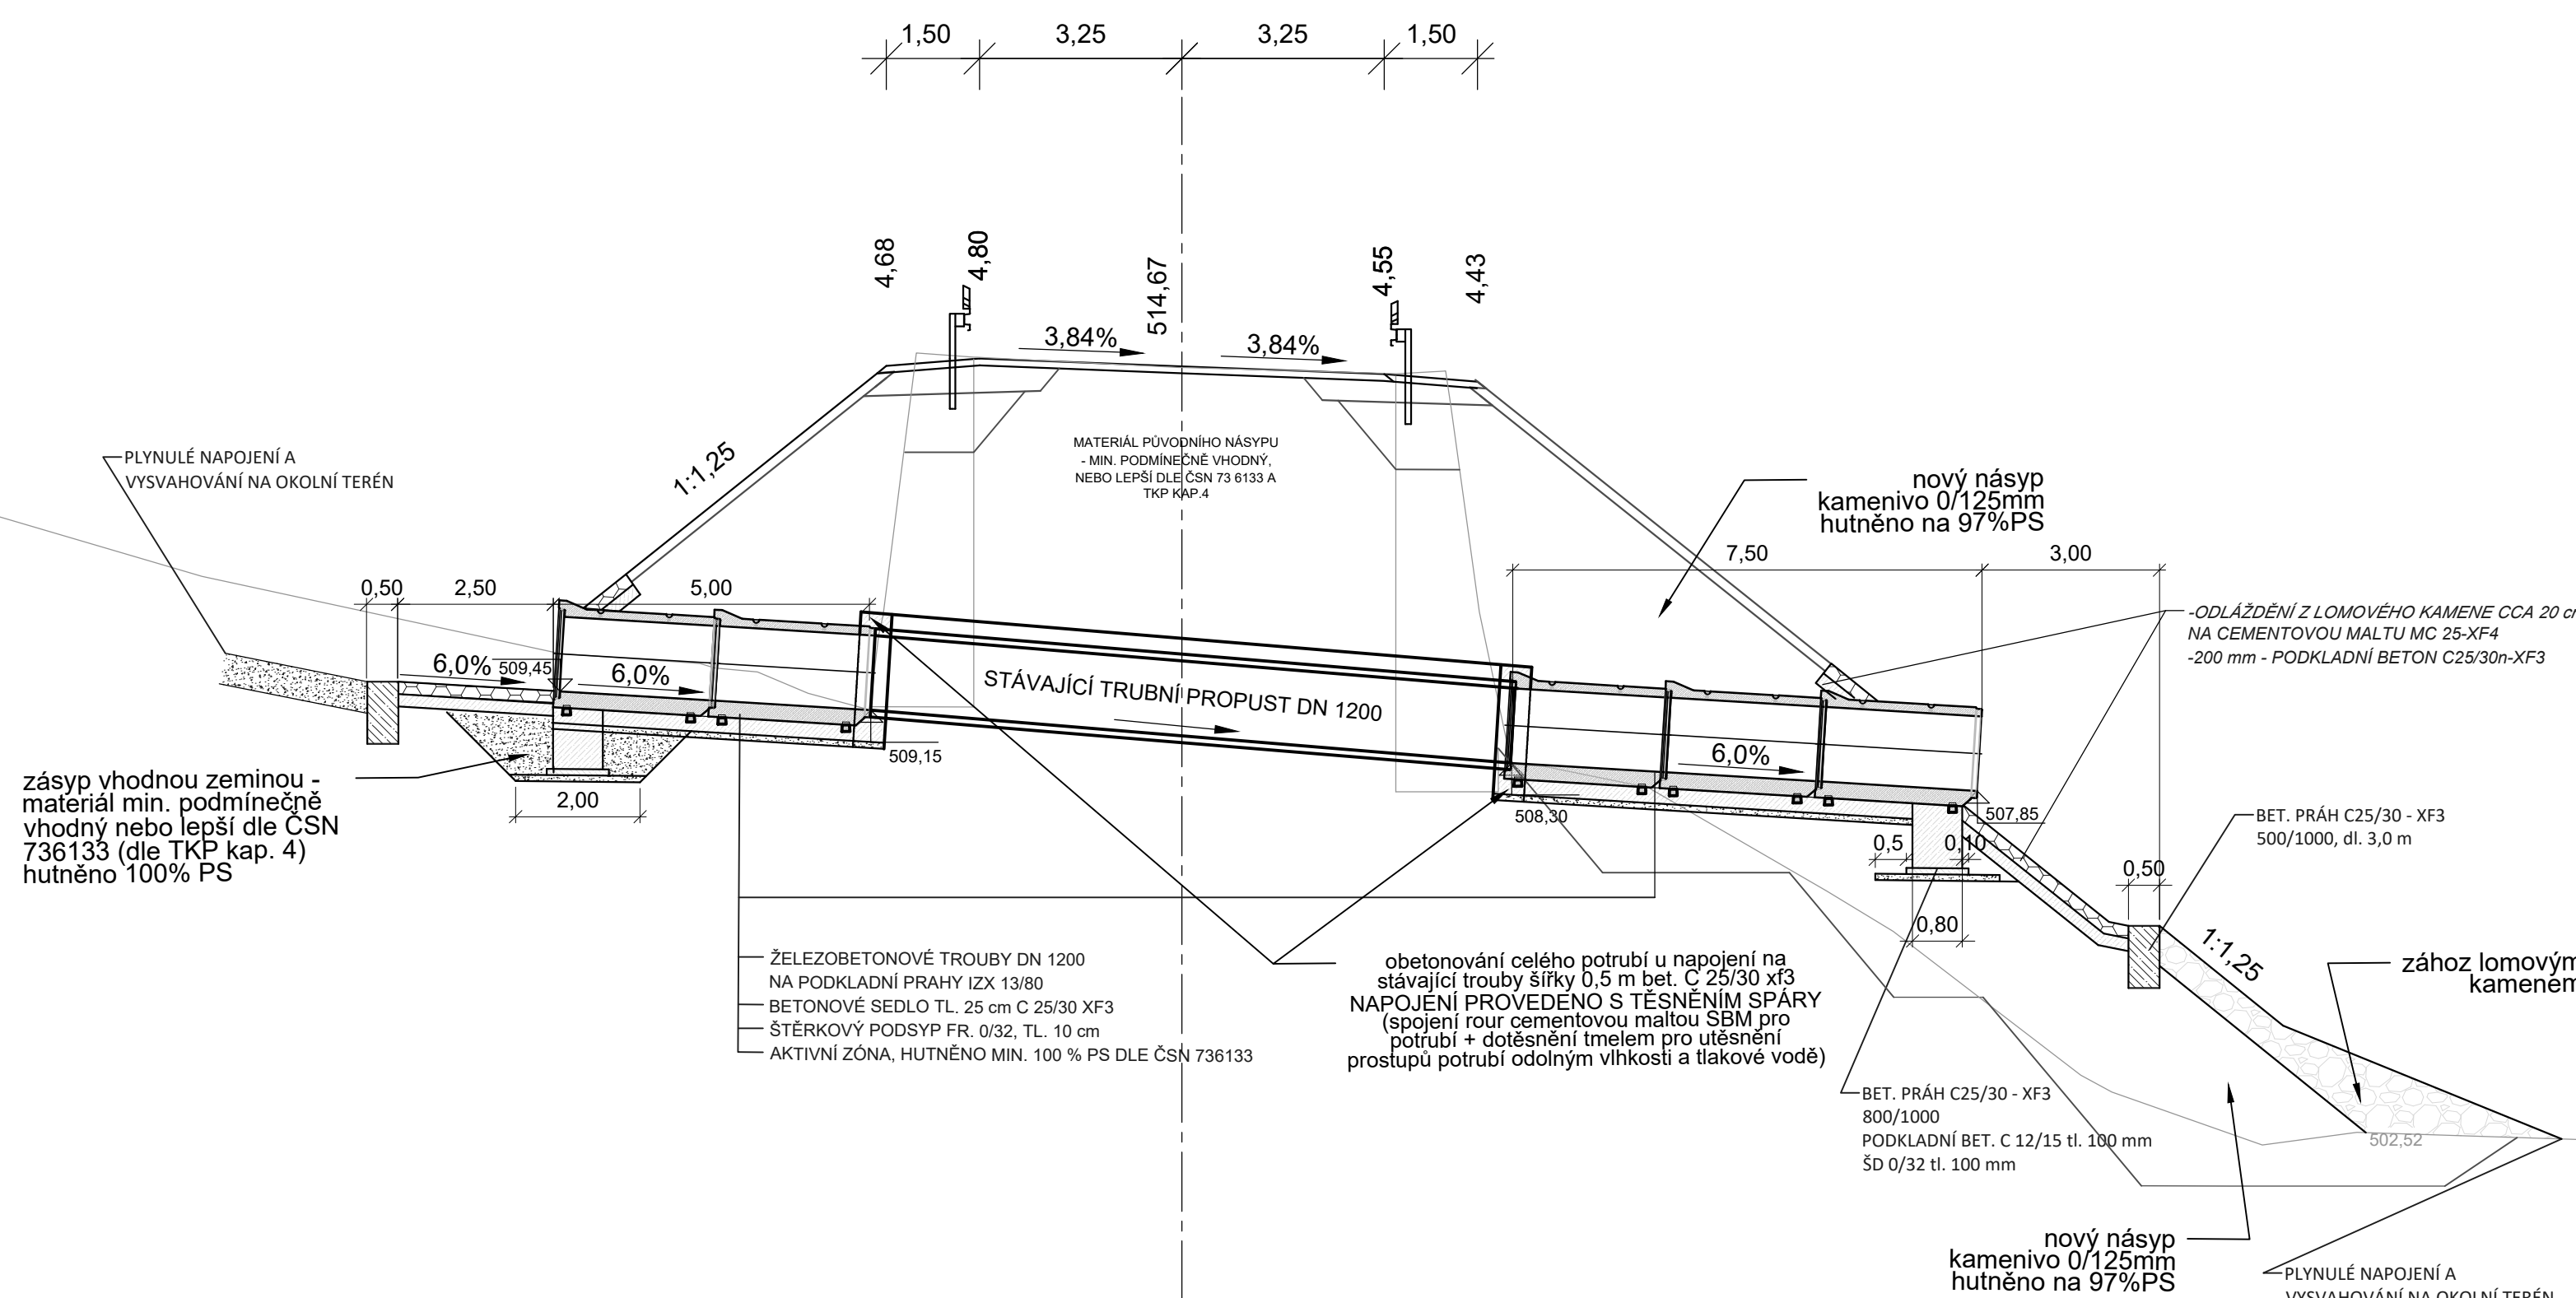 1,50
3,25
3,25
1,50
4,68
4,80
514,67
4,55
4,43
3,84%
3,84%
PLYNULÉ NAPOJENÍ A
VYSVAHOVÁNÍ NA OKOLNÍ TERÉN
1:1,25
MATERIÁL PŮVODNÍHO NÁSYPU
- MIN. PODMÍNEČNĚ VHODNÝ,
NEBO LEPŠÍ DLE ČSN 73 6133 A
TKP KAP.4
nový násyp
kamenivo 0/125mm
hutněno na 97%PS
7,50
3,00
0,50
2,50
5,00
-ODLÁŽDĚNÍ Z LOMOVÉHO KAMENE CCA 20 cm
NA CEMENTOVOU MALTU MC 25-XF4
-200 mm - PODKLADNÍ BETON C25/30n-XF3
6,0%
509,45
6,0%
STÁVAJÍCÍ TRUBNÍ PROPUST DN 1200
6,0%
509,15
508,30
507,85
zásyp vhodnou zeminou -
materiál min. podmínečně
vhodný nebo lepší dle ČSN
736133 (dle TKP kap. 4)
hutněno 100% PS
2,00
0,5
0,10
0,80
0,50
BET. PRÁH C25/30 - XF3
500/1000, dl. 3,0 m
1:1,25
ŽELEZOBETONOVÉ TROUBY DN 1200
NA PODKLADNÍ PRAHY IZX 13/80
BETONOVÉ SEDLO TL. 25 cm C 25/30 XF3
ŠTĚRKOVÝ PODSYP FR. 0/32, TL. 10 cm
AKTIVNÍ ZÓNA, HUTNĚNO MIN. 100 % PS DLE ČSN 736133
obetonování celého potrubí u napojení na
stávající trouby šířky 0,5 m bet. C 25/30 xf3
NAPOJENÍ PROVEDENO S TĚSNĚNÍM SPÁRY
(spojení rour cementovou maltou SBM pro
potrubí + dotěsnění tmelem pro utěsnění
prostupů potrubí odolným vlhkosti a tlakové vodě)
zához lomovým
kamenem
BET. PRÁH C25/30 - XF3
800/1000
PODKLADNÍ BET. C 12/15 tl. 100 mm
ŠD 0/32 tl. 100 mm
502,52
nový násyp
kamenivo 0/125mm
hutněno na 97%PS
PLYNULÉ NAPOJENÍ A
VYSVAHOVÁNÍ NA OKOLNÍ TERÉN